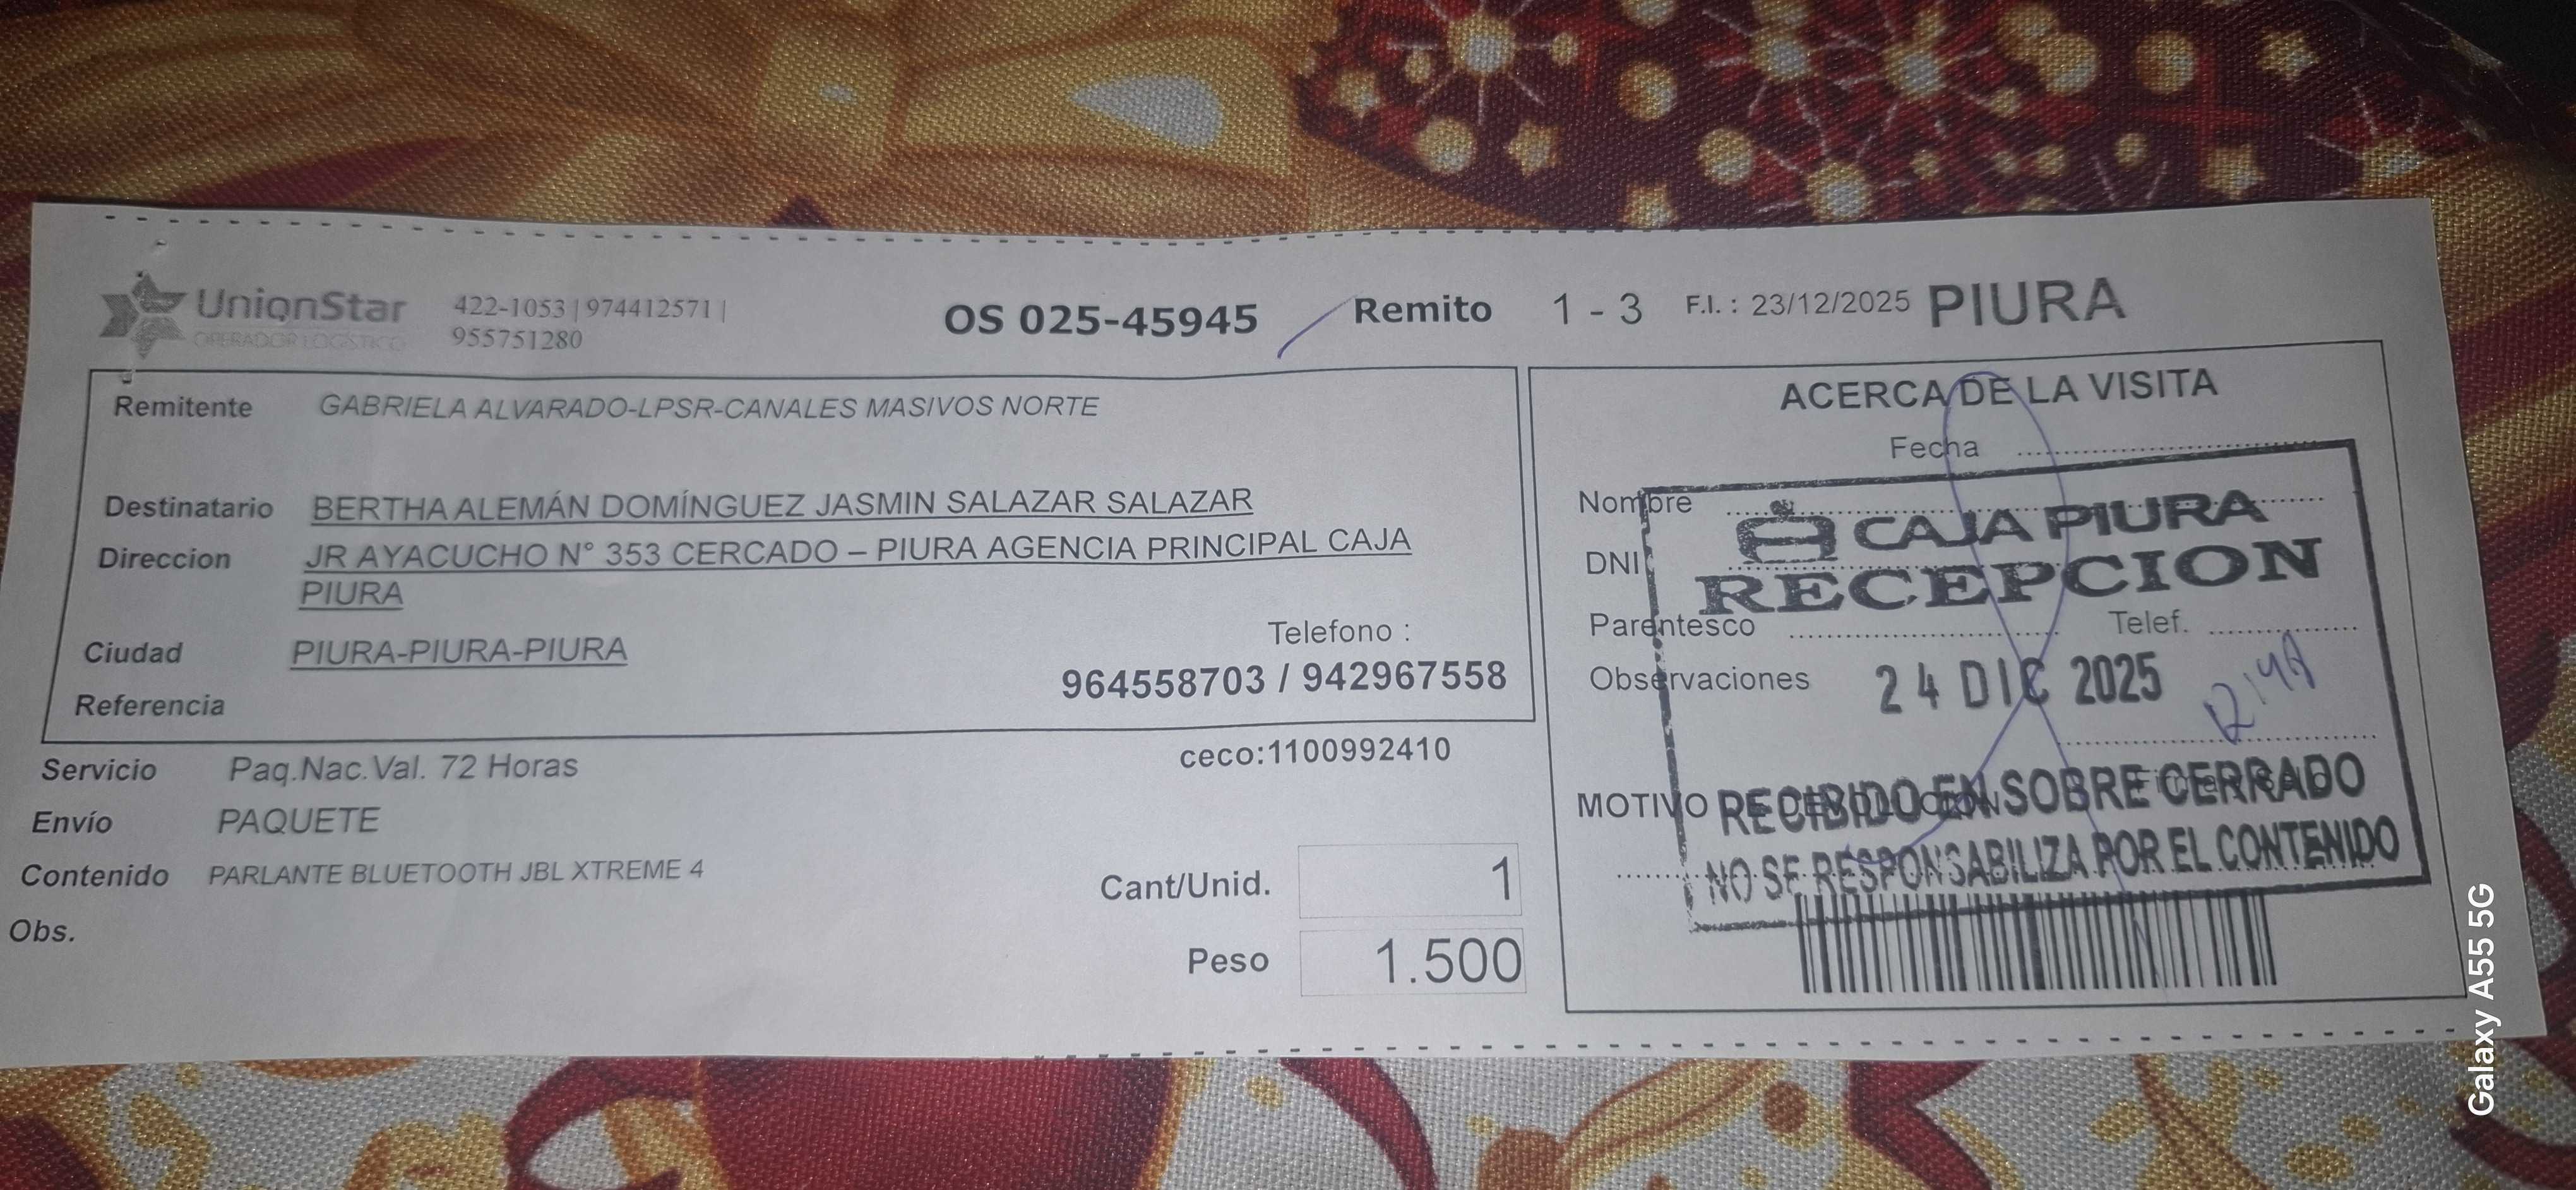 UnionStar
OPERADOR LOGÍSTICO
422-1053 | 974412571 |
955751280
OS 025-45945
Remito 1 - 3 F.I. : 23/12/2025 PIURA
Remitente GABRIELA ALVARADO-LPSR-CANALES MASIVOS NORTE
Destinatario BERTHA ALEMÁN DOMÍNGUEZ JASMIN SALAZAR SALAZAR
Direccion JR AYACUCHO N° 353 CERCADO – PIURA AGENCIA PRINCIPAL CAJA
PIURA
Ciudad PIURA-PIURA-PIURA
Telefono :
964558703 / 942967558
Referencia
Servicio Paq.Nac.Val. 72 Horas
ceco:1100992410
Envío PAQUETE
Contenido PARLANTE BLUETOOTH JBL XTREME 4
Cant/Unid. 1
Obs.
Peso 1.500
ACERCA DE LA VISITA
Fecha
Nombre
CAJA PIURA
DNI
RECEPCION
Parentesco Telef.
Observaciones
24 DIC 2025
MOTIVO
RECIBIDO EN SOBRE CERRADO
NO SE RESPONSABILIZA POR EL CONTENIDO
Galaxy A55 5G